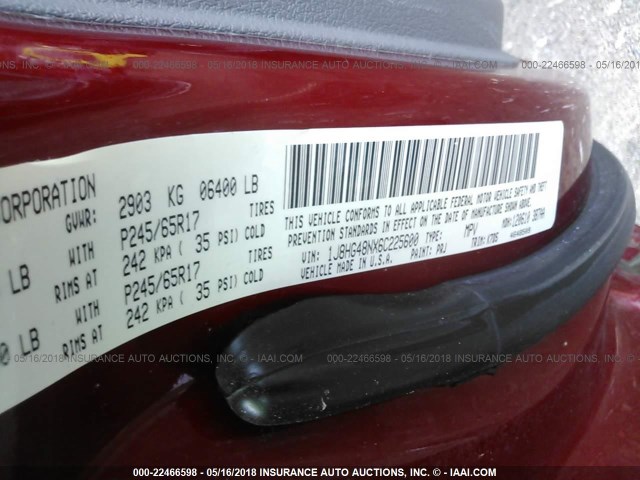 000-22466598 - 05/16/2018 INSURANCE AUTO AUCTIONS, INC. - © - IAAI.COM
CORPORATION
GVWR: 2903 KG 06400 LB
LB WITH P245/65R17 TIRES
RIMS AT 242 KPA( 35 PSI) COLD
WITH P245/65R17 TIRES
LB RIMS AT 242 KPA( 35 PSI) COLD
THIS VEHICLE CONFORMS TO ALL APPLICABLE FEDERAL MOTOR VEHICLE SAFETY AND THEFT
PREVENTION STANDARDS IN EFFECT ON THE DATE OF MANUFACTURE SHOWN ABOVE.
VIN: 1J8HG48NX6C225600 TYPE: MPV MDH: 120610
VEHICLE MADE IN U.S.A. PAINT: PRJ TRIM:
000-22466598 - 05/16/2018 INSURANCE AUTO AUCTIONS, INC. - © - IAAI.COM
000-22466598 - 05/16/2018 INSURANCE AUTO AUCTIONS, INC. - © - IAAI.COM